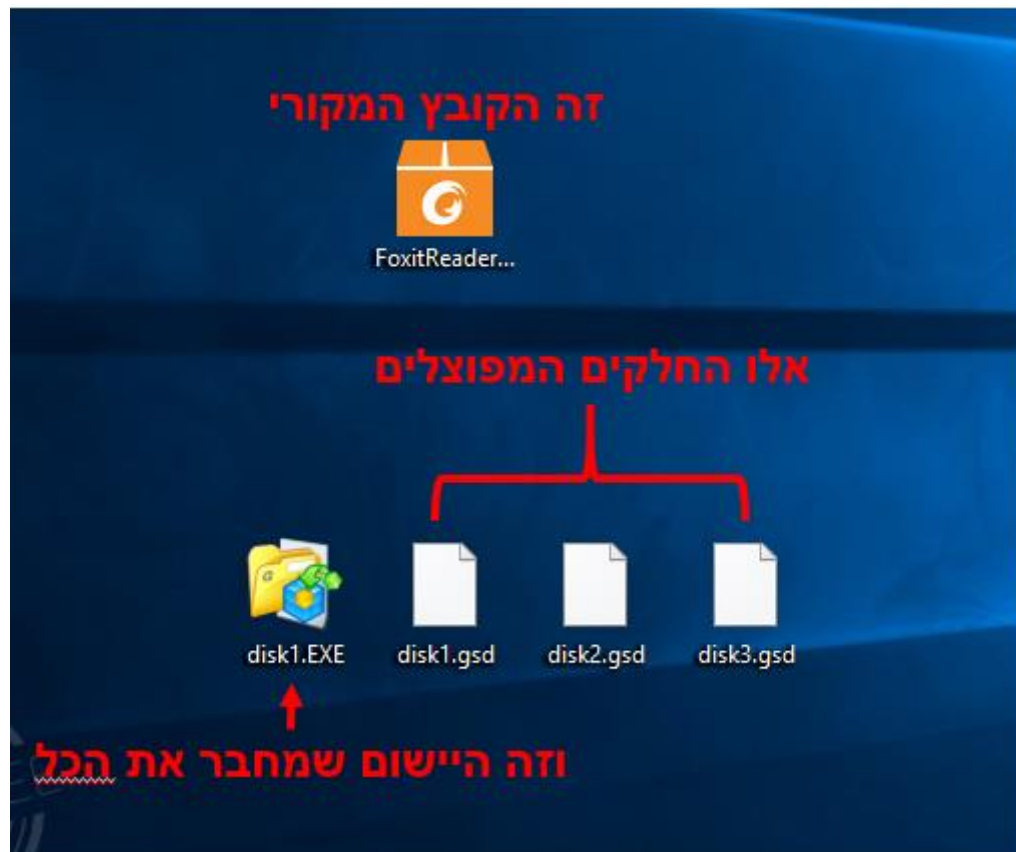 זה הקובץ המקורי
FoxitReader...
אלו החלקים המפוצלים
disk1.EXE disk1.gsd disk2.gsd disk3.gsd
וזה היישום שמחבר את הכל